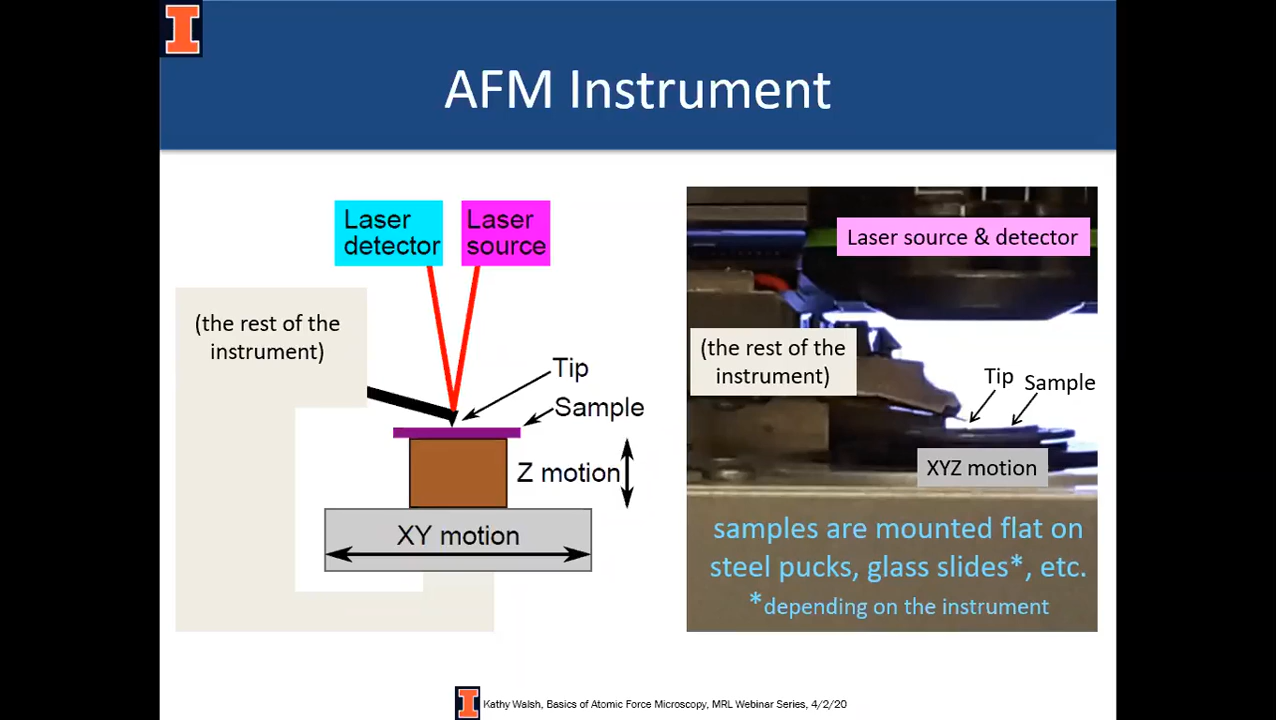 AFM Instrument
Laser
detector
Laser
source
(the rest of the
instrument)
Tip
Sample
Z motion
XY motion
Laser source & detector
(the rest of the
instrument)
Tip
Sample
XYZ motion
samples are mounted flat on
steel pucks, glass slides*, etc.
*depending on the instrument
Kathy Walsh, Basics of Atomic Force Microscopy, MRL Webinar Series, 4/2/20